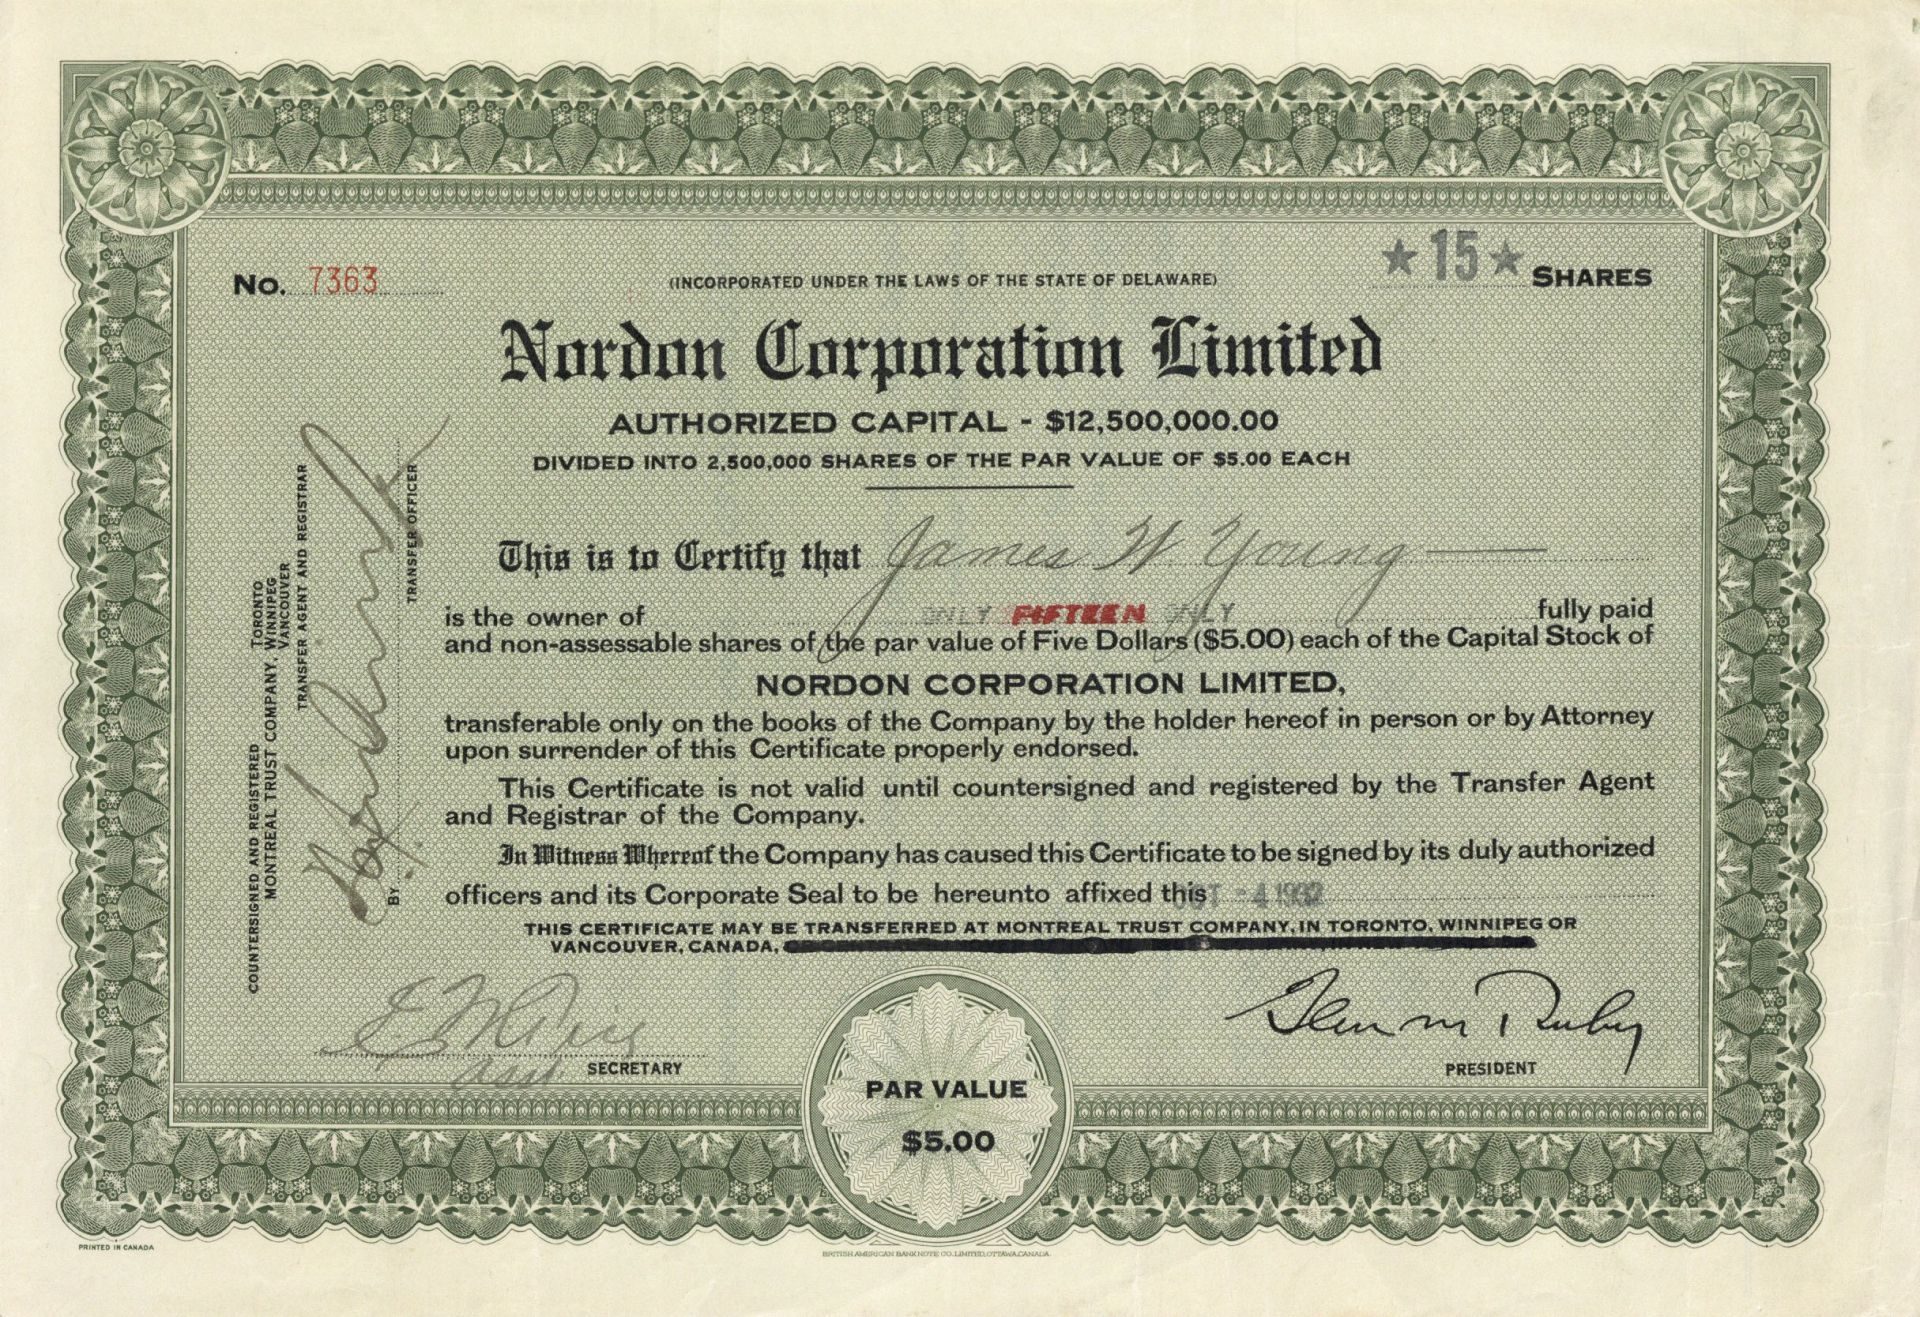 No. 7363
(INCORPORATED UNDER THE LAWS OF THE STATE OF DELAWARE)
★ 15 ★ SHARES
Nordon Corporation Limited
AUTHORIZED CAPITAL - $12,500,000.00
DIVIDED INTO 2,500,000 SHARES OF THE PAR VALUE OF $5.00 EACH
This is to Certify that James W Young
is the owner of ONLY FIFTEEN ONLY fully paid
and non-assessable shares of the par value of Five Dollars ($5.00) each of the Capital Stock of
NORDON CORPORATION LIMITED,
transferable only on the books of the Company by the holder hereof in person or by Attorney
upon surrender of this Certificate properly endorsed.
This Certificate is not valid until countersigned and registered by the Transfer Agent
and Registrar of the Company.
In Witness Whereof the Company has caused this Certificate to be signed by its duly authorized
officers and its Corporate Seal to be hereunto affixed this OCT -4 1932
THIS CERTIFICATE MAY BE TRANSFERRED AT MONTREAL TRUST COMPANY, IN TORONTO, WINNIPEG OR
VANCOUVER, CANADA,
COUNTERSIGNED AND REGISTERED
MONTREAL TRUST COMPANY,
TORONTO
WINNIPEG
VANCOUVER
TRANSFER AGENT AND REGISTRAR
BY
TRANSFER OFFICER
Asst. SECRETARY
Glen M Ruby
PRESIDENT
PAR VALUE
$5.00
PRINTED IN CANADA
BRITISH AMERICAN BANK NOTE CO. LIMITED, OTTAWA, CANADA.